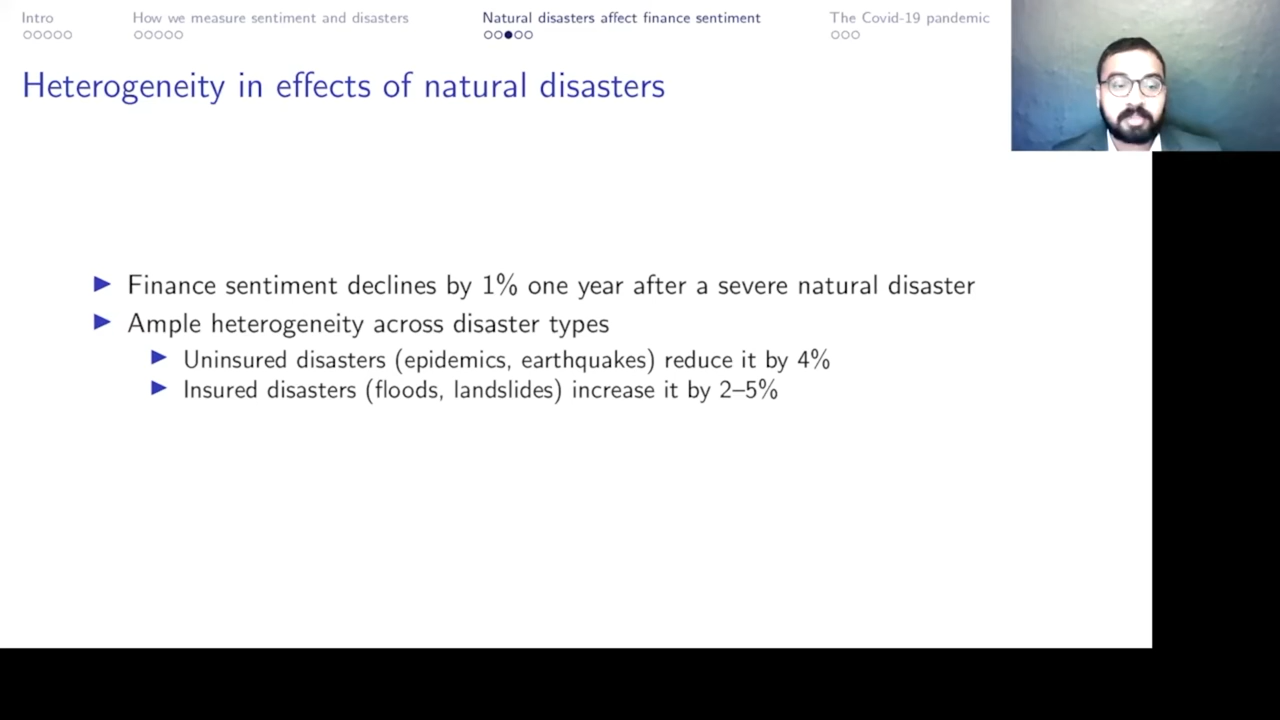 Intro
How we measure sentiment and disasters
Natural disasters affect finance sentiment
The Covid-19 pandemic
Heterogeneity in effects of natural disasters
Finance sentiment declines by 1% one year after a severe natural disaster
Ample heterogeneity across disaster types
Uninsured disasters (epidemics, earthquakes) reduce it by 4%
Insured disasters (floods, landslides) increase it by 2–5%